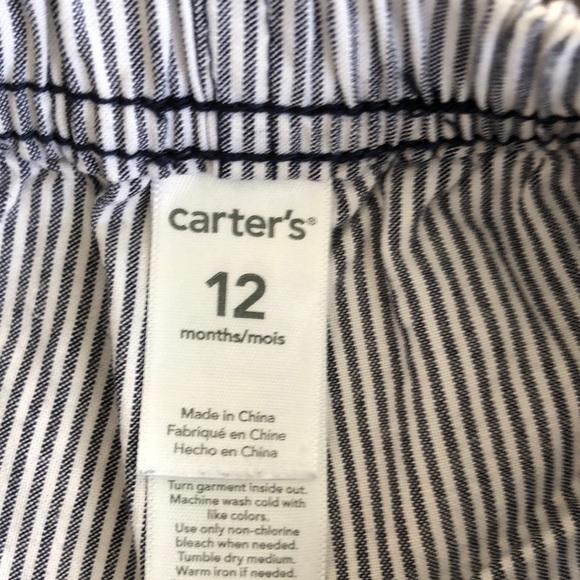 carter's®
12
months/mois
Made in China
Fabriqué en Chine
Hecho en China
Turn garment inside out.
Machine wash cold with
like colors.
Use only non-chlorine
bleach when needed.
Tumble dry medium.
Warm iron if needed.